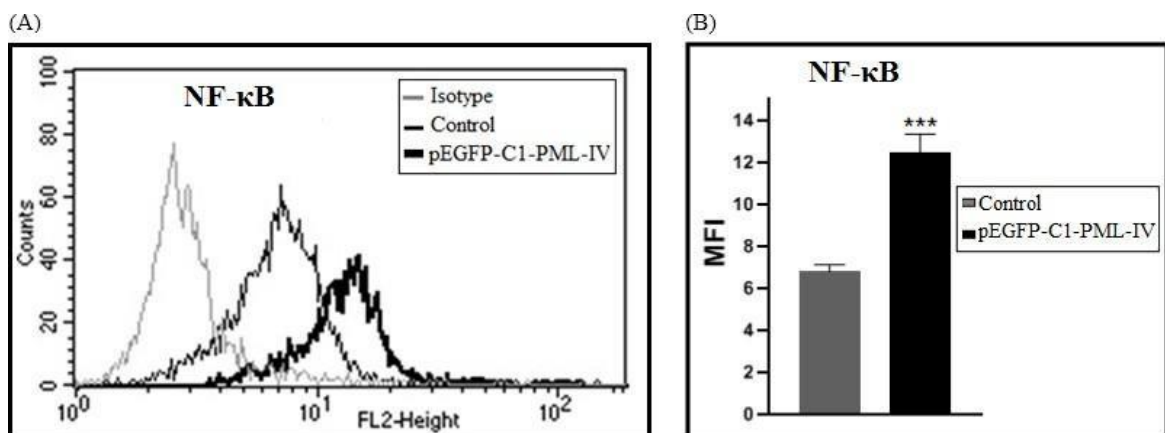 (A)
NF-κB
Isotype
Control
pEGFP-C1-PML-IV
100
80
60
40
20
0
Counts
10⁰
10¹
10²
FL2-Height
(B)
NF-κB
14
12
10
8
6
4
2
0
MFI
***
Control
pEGFP-C1-PML-IV